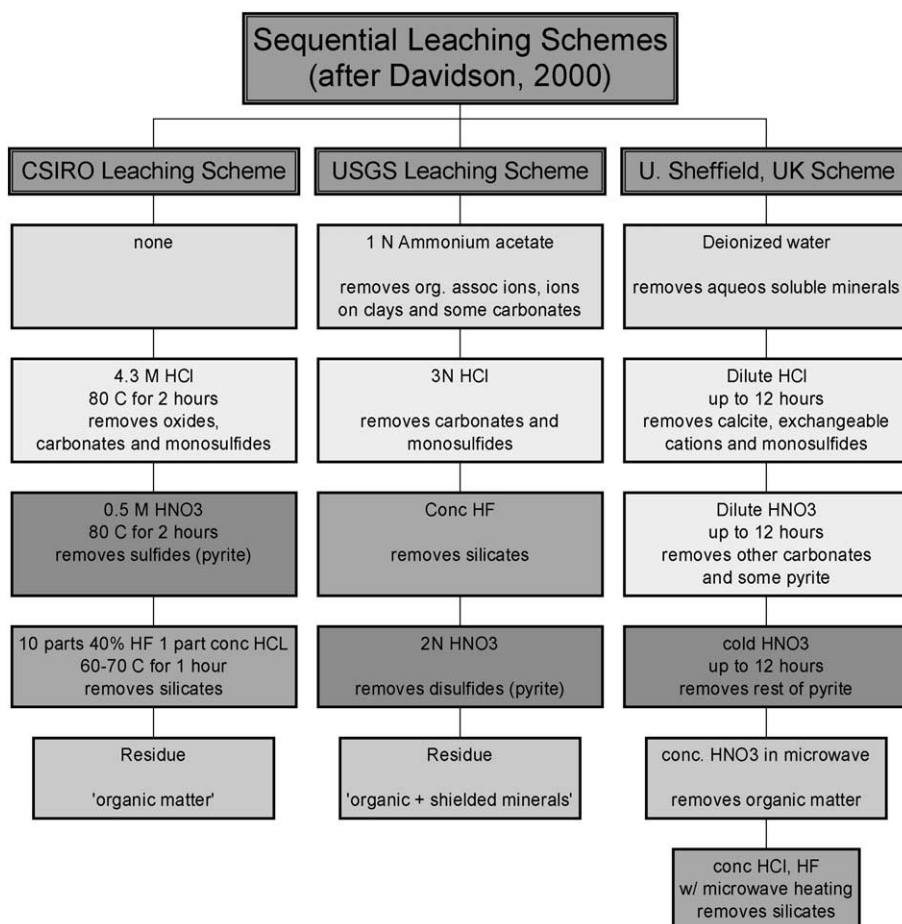 Sequential Leaching Schemes
(after Davidson, 2000)
CSIRO Leaching Scheme
none
4.3 M HCl
80 C for 2 hours
removes oxides,
carbonates and monosulfides
0.5 M HNO3
80 C for 2 hours
removes sulfides (pyrite)
10 parts 40% HF 1 part conc HCL
60-70 C for 1 hour
removes silicates
Residue
'organic matter'
USGS Leaching Scheme
1 N Ammonium acetate
removes org. assoc ions, ions
on clays and some carbonates
3N HCl
removes carbonates and
monosulfides
Conc HF
removes silicates
2N HNO3
removes disulfides (pyrite)
Residue
'organic + shielded minerals'
U. Sheffield, UK Scheme
Deionized water
removes aqueos soluble minerals
Dilute HCl
up to 12 hours
removes calcite, exchangeable
cations and monosulfides
Dilute HNO3
up to 12 hours
removes other carbonates
and some pyrite
cold HNO3
up to 12 hours
removes rest of pyrite
conc. HNO3 in microwave
removes organic matter
conc HCl, HF
w/ microwave heating
removes silicates